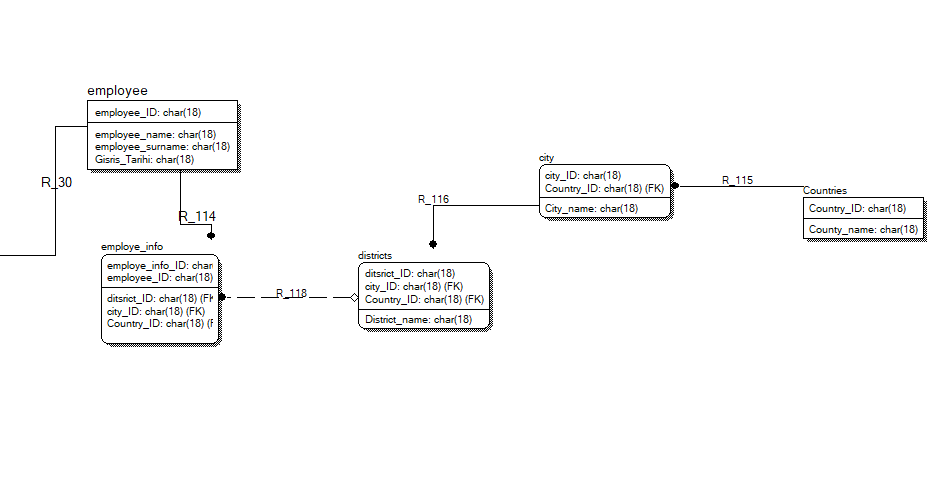 employee
employee_ID: char(18)
employee_name: char(18)
employee_surname: char(18)
Gisris_Tarihi: char(18)
R_30
R_114
employe_info
employe_info_ID: char
employee_ID: char(18)
ditsrict_ID: char(18) (Fk
city_ID: char(18) (FK)
Country_ID: char(18) (F
R_118
districts
ditsrict_ID: char(18)
city_ID: char(18) (FK)
Country_ID: char(18) (FK)
District_name: char(18)
R_116
city
city_ID: char(18)
Country_ID: char(18) (FK)
City_name: char(18)
R_115
Countries
Country_ID: char(18)
County_name: char(18)